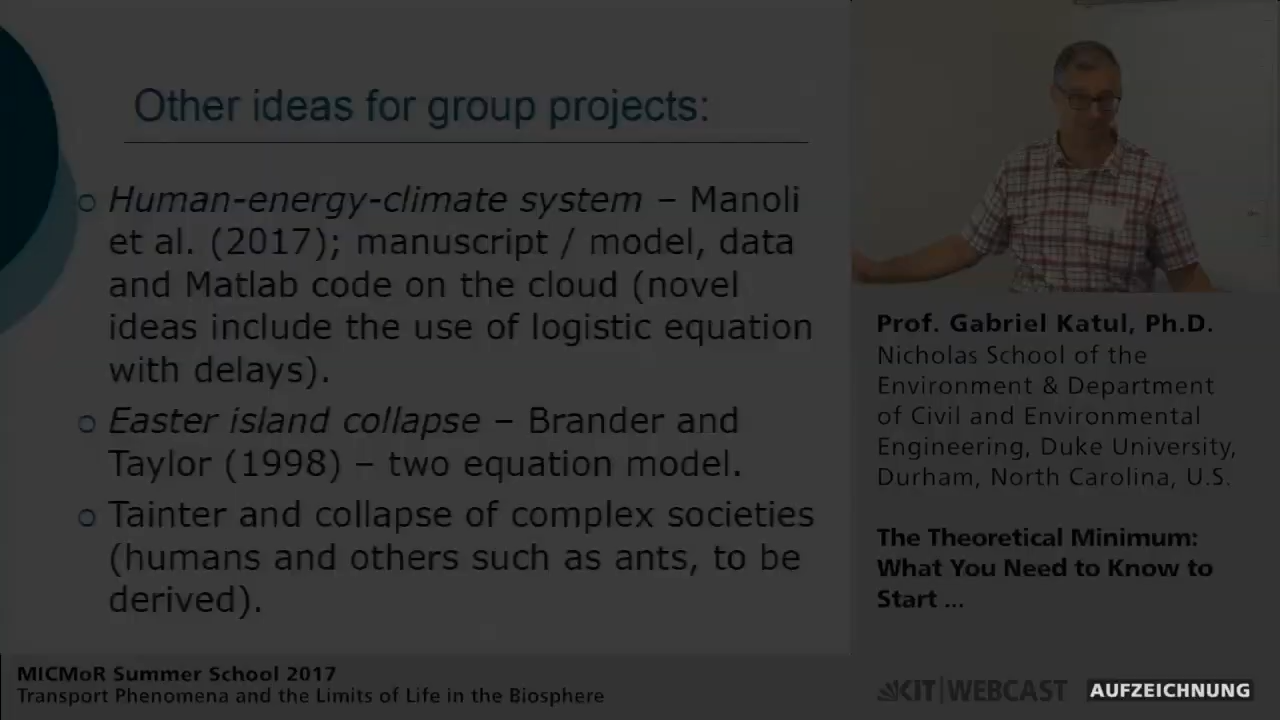 Other ideas for group projects:
Human-energy-climate system – Manoli
et al. (2017); manuscript / model, data
and Matlab code on the cloud (novel
ideas include the use of logistic equation
with delays).
Easter island collapse – Brander and
Taylor (1998) – two equation model.
Tainter and collapse of complex societies
(humans and others such as ants, to be
derived).
Prof. Gabriel Katul, Ph.D.
Nicholas School of the
Environment & Department
of Civil and Environmental
Engineering, Duke University,
Durham, North Carolina, U.S.
The Theoretical Minimum:
What You Need to Know to
Start ...
MICMoR Summer School 2017
Transport Phenomena and the Limits of Life in the Biosphere
KIT | WEBCAST
AUFZEICHNUNG